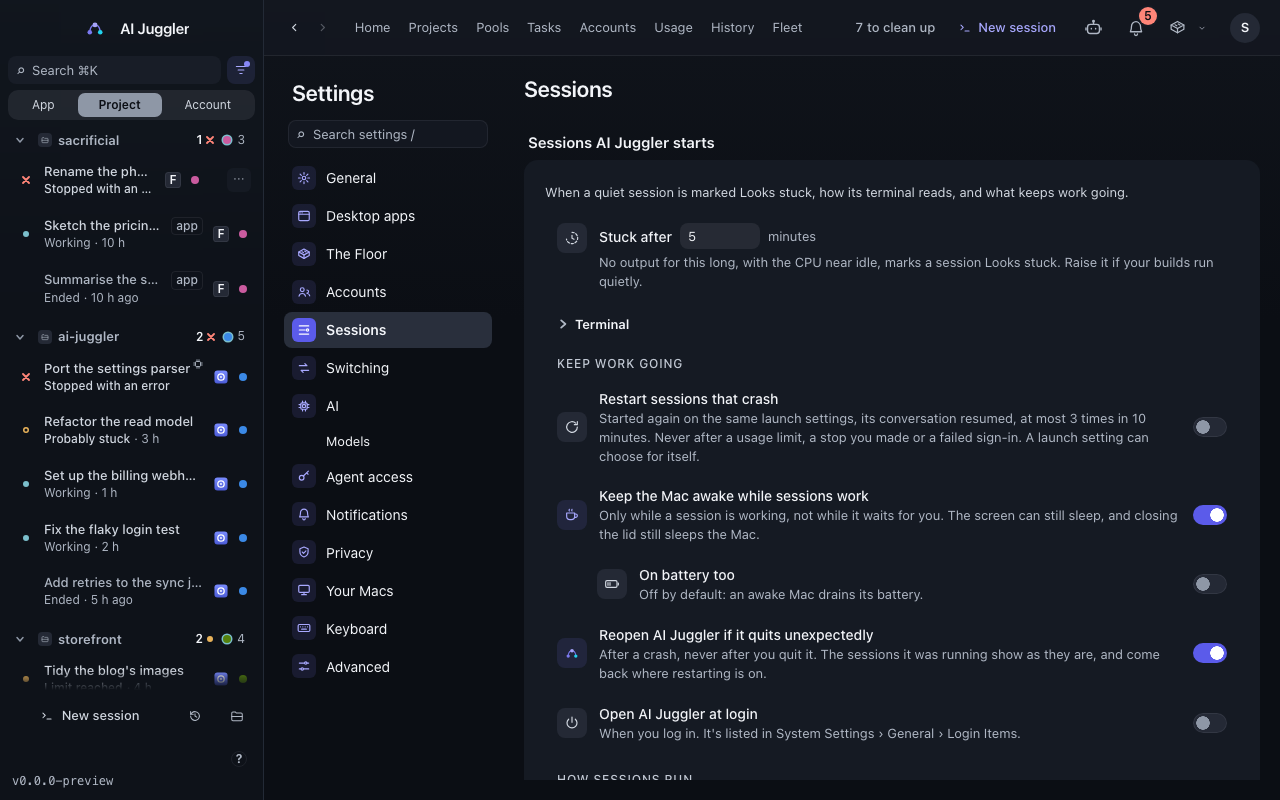 AI Juggler
Search ⌘K
App Project Account
sacrificial 1 3
Rename the ph... F
Stopped with an ...
Sketch the pricin... app F
Working · 10 h
Summarise the s... app F
Ended · 10 h ago
ai-juggler 2 5
Port the settings parser
Stopped with an error
Refactor the read model
Probably stuck · 3 h
Set up the billing webh...
Working · 1 h
Fix the flaky login test
Working · 2 h
Add retries to the sync j...
Ended · 5 h ago
storefront 2 4
Tidy the blog's images
Limit reached · 4 h
New session
?
v0.0.0-preview
Home Projects Pools Tasks Accounts Usage History Fleet 7 to clean up New session 5 S
Settings
Search settings /
General
Desktop apps
The Floor
Accounts
Sessions
Switching
AI
Models
Agent access
Notifications
Privacy
Your Macs
Keyboard
Advanced
Sessions
Sessions AI Juggler starts
When a quiet session is marked Looks stuck, how its terminal reads, and what keeps work going.
Stuck after 5 minutes
No output for this long, with the CPU near idle, marks a session Looks stuck. Raise it if your builds run
quietly.
Terminal
KEEP WORK GOING
Restart sessions that crash
Started again on the same launch settings, its conversation resumed, at most 3 times in 10
minutes. Never after a usage limit, a stop you made or a failed sign-in. A launch setting can
choose for itself.
Keep the Mac awake while sessions work
Only while a session is working, not while it waits for you. The screen can still sleep, and closing
the lid still sleeps the Mac.
On battery too
Off by default: an awake Mac drains its battery.
Reopen AI Juggler if it quits unexpectedly
After a crash, never after you quit it. The sessions it was running show as they are, and come
back where restarting is on.
Open AI Juggler at login
When you log in. It's listed in System Settings › General › Login Items.
HOW SESSIONS RUN